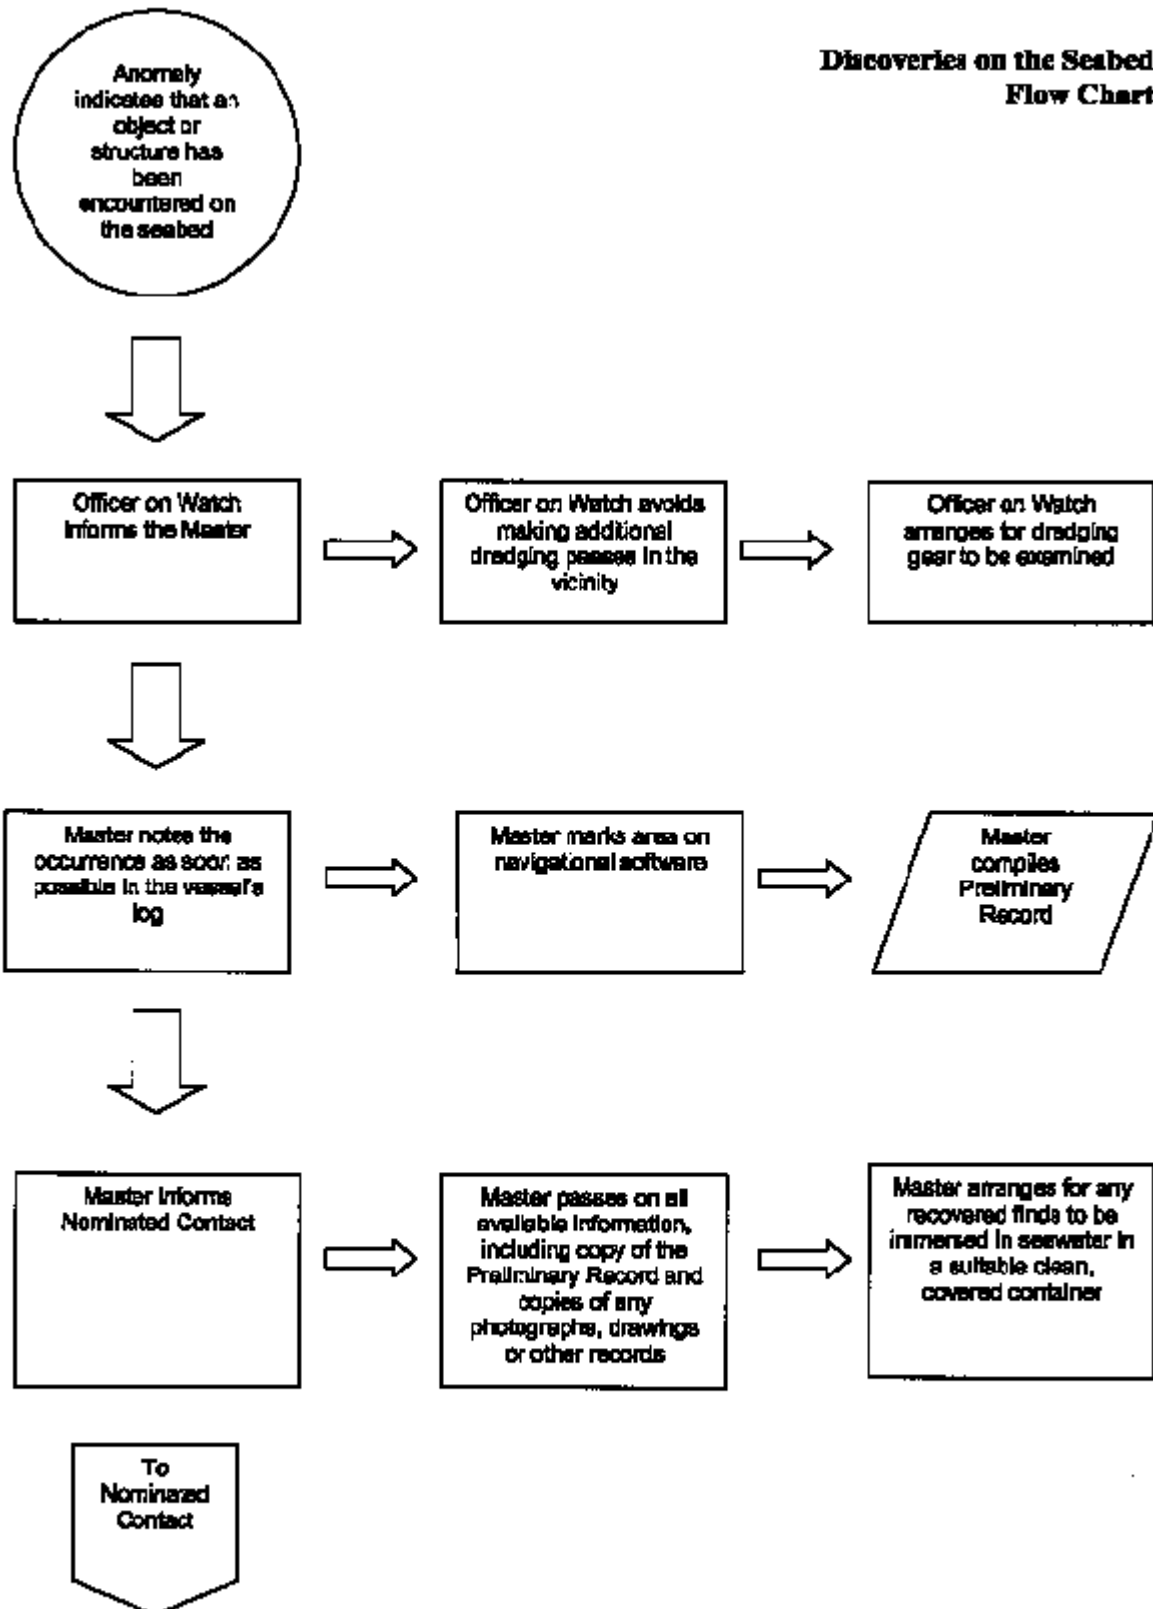 Discoveries on the Seabed
Flow Chart
Anomaly
indicates that an
object or
structure has
been
encountered on
the seabed
Officer on Watch
informs the Master
Officer on Watch avoids
making additional
dredging passes in the
vicinity
Officer on Watch
arranges for dredging
gear to be examined
Master notes the
occurrence as soon as
possible in the vessel's
log
Master marks area on
navigational software
Master
compiles
Preliminary
Record
Master informs
Nominated Contact
Master passes on all
available information,
including copy of the
Preliminary Record and
copies of any
photographs, drawings
or other records
Master arranges for any
recovered finds to be
immersed in seawater in
a suitable clean,
covered container
To
Nominated
Contact